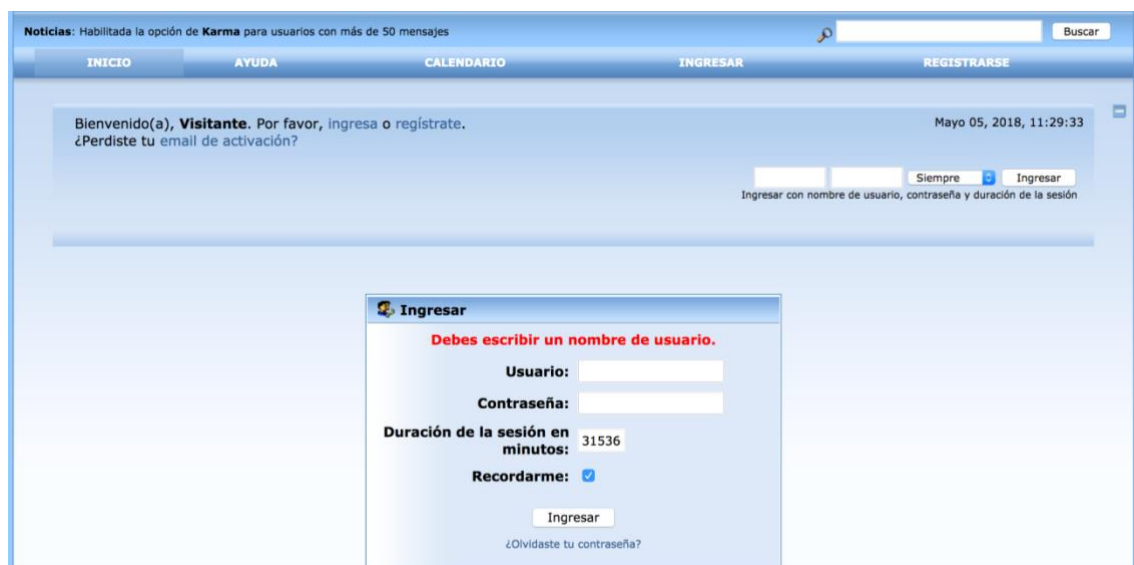 Noticias: Habilitada la opción de Karma para usuarios con más de 50 mensajes
Buscar
INICIO AYUDA CALENDARIO INGRESAR REGISTRARSE
Bienvenido(a), Visitante. Por favor, ingresa o regístrate.
Mayo 05, 2018, 11:29:33
¿Perdiste tu email de activación?
Siempre Ingresar
Ingresar con nombre de usuario, contraseña y duración de la sesión
Ingresar
Debes escribir un nombre de usuario.
Usuario:
Contraseña:
Duración de la sesión en
minutos: 31536
Recordarme:
Ingresar
¿Olvidaste tu contraseña?